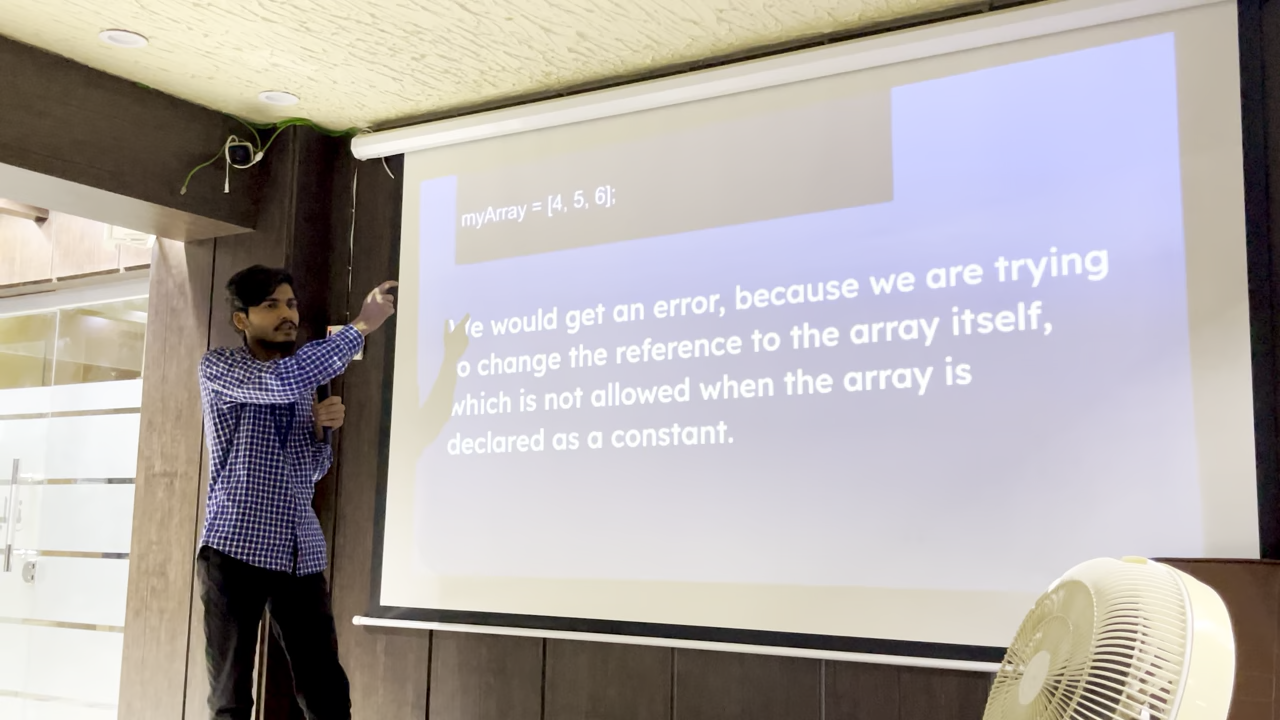 myArray = [4, 5, 6];
We would get an error, because we are trying
to change the reference to the array itself,
which is not allowed when the array is
declared as a constant.